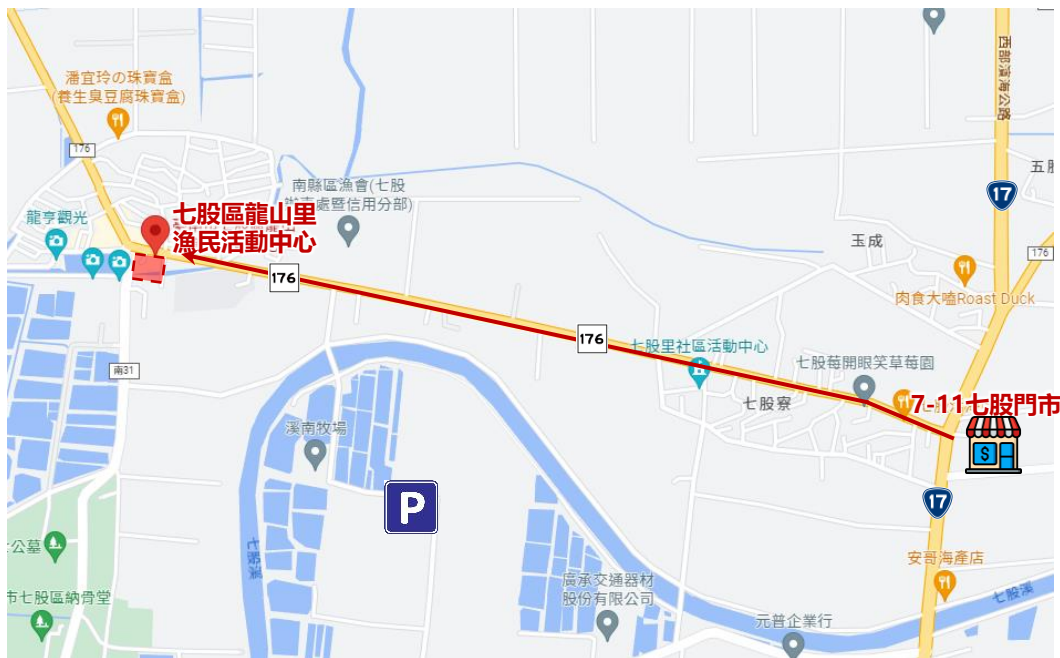 潘宜玲の珠寶盒
(養生臭豆腐珠寶盒)
176
西部濱海公路
17
南縣區漁會(七股
辦事處暨信用分部)
七股區龍山里
漁民活動中心
龍亨觀光
176
玉成
176
肉食大嗑Roast Duck
176
七股里社區活動中心
七股莓開眼笑草莓園
南31
七股寮
7-11七股門市
$
溪南牧場
P
17
七股溪
公墓
安哥海產店
廣承交通器材
股份有限公司
七股溪
市七股區納骨堂
元普企業行